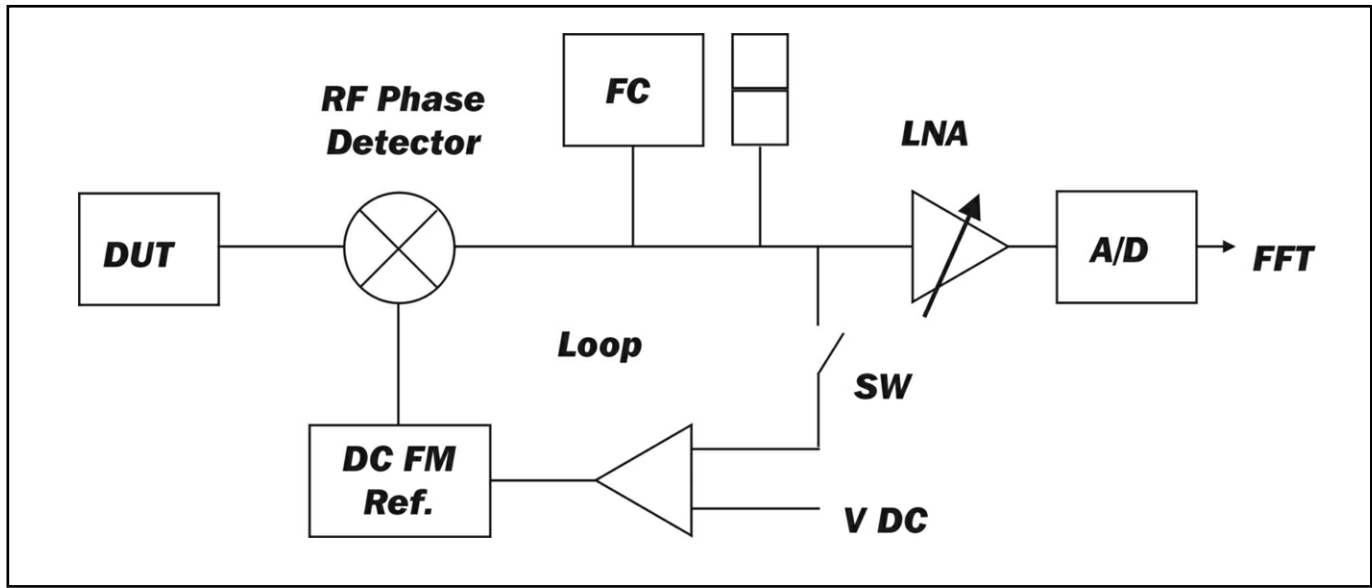 RF Phase
Detector
FC
LNA
DUT
A/D
FFT
Loop
SW
DC FM
Ref.
V DC